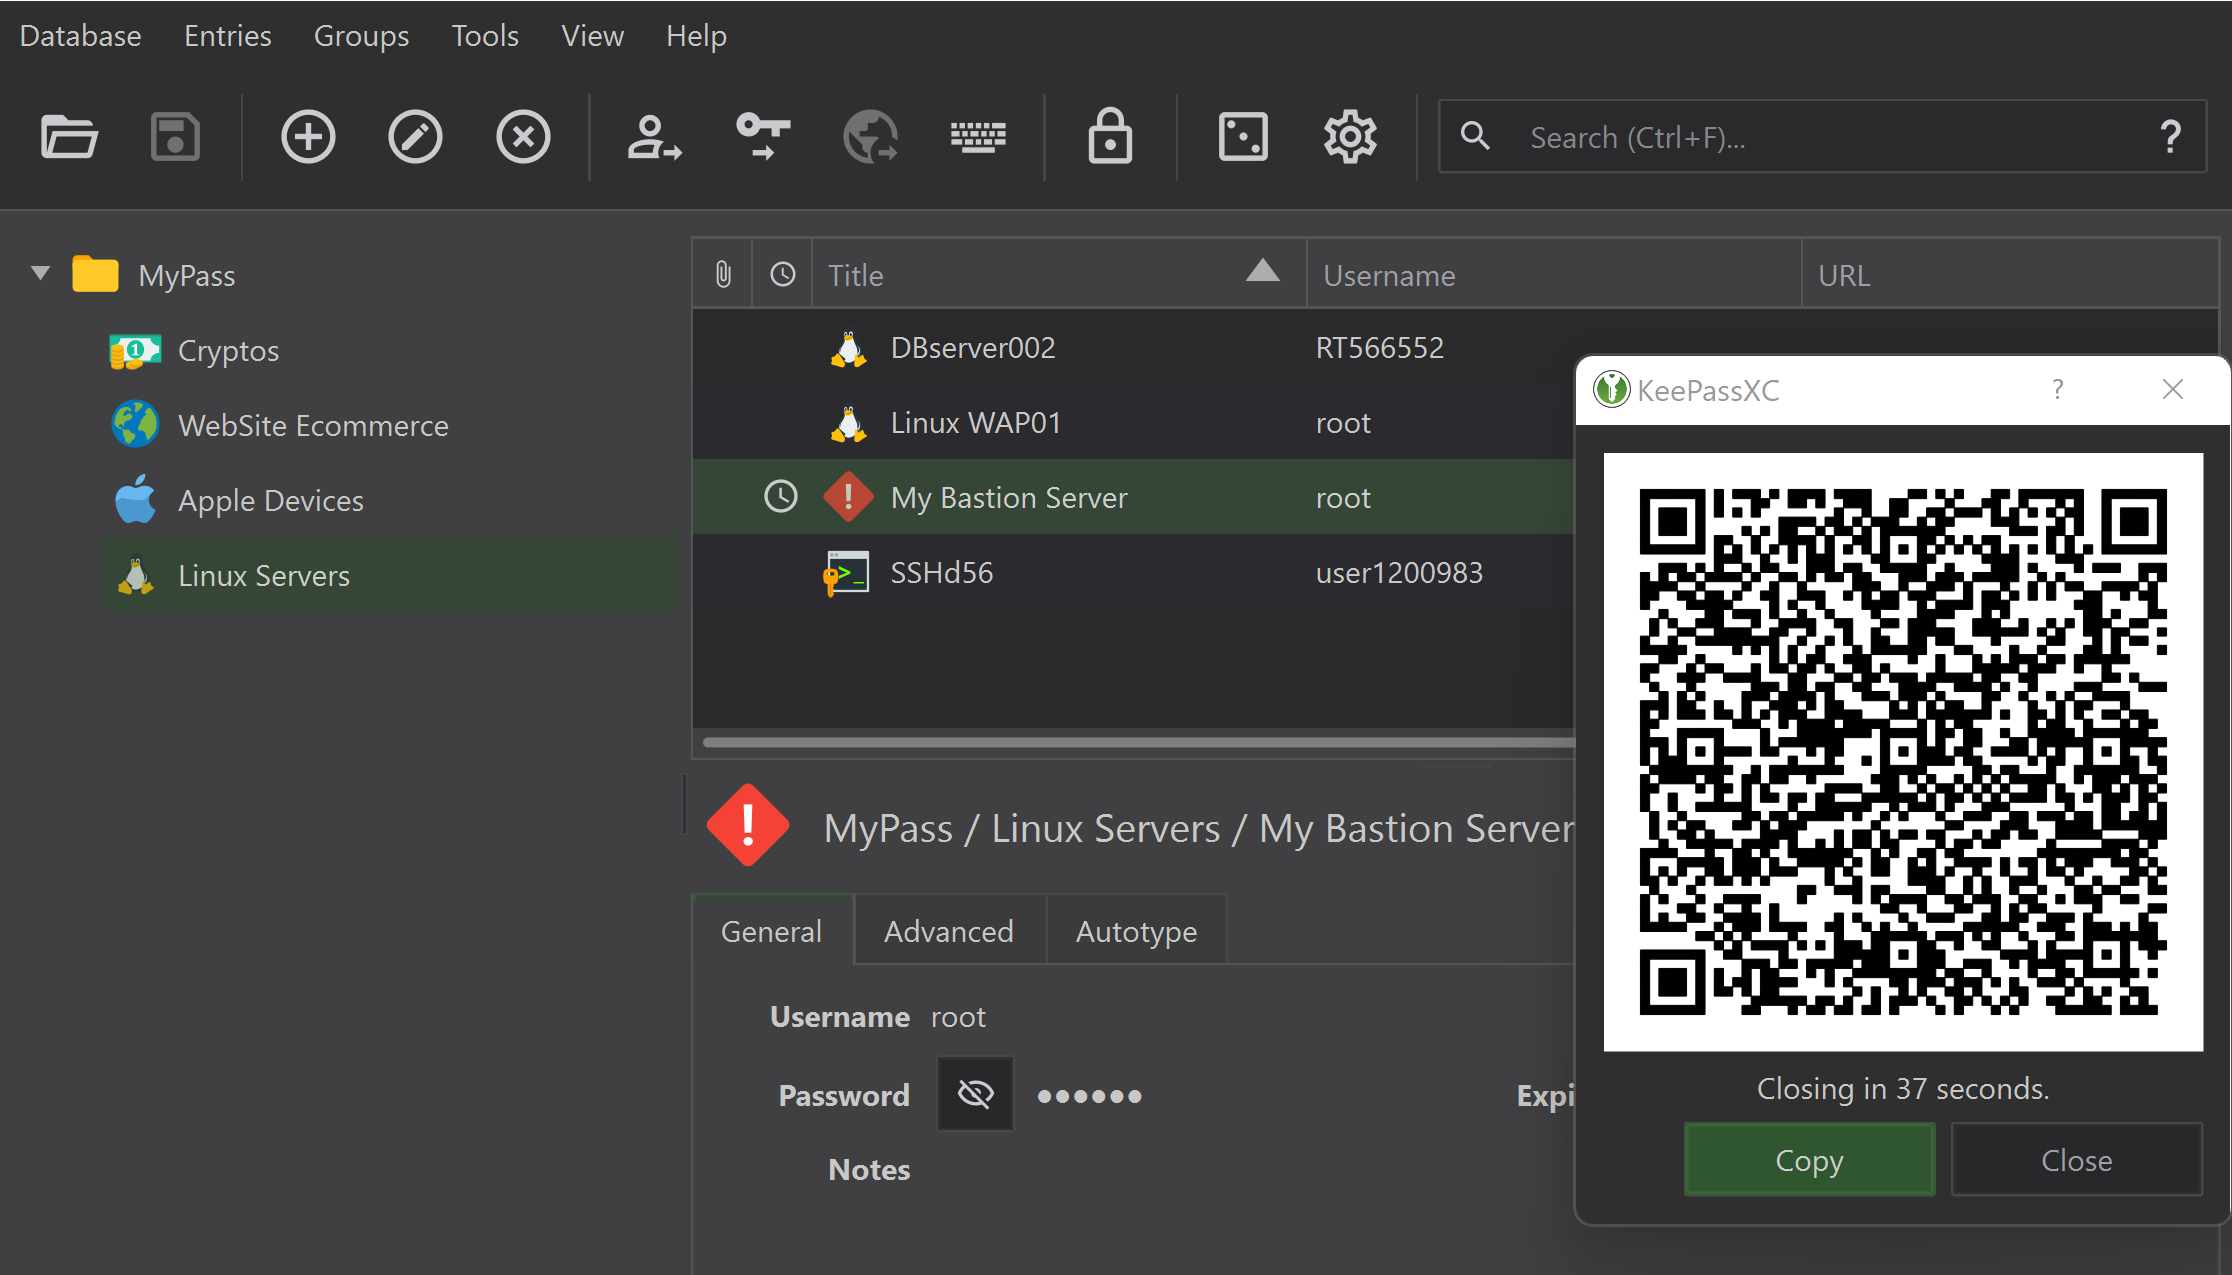 Database Entries Groups Tools View Help
Search (Ctrl+F)... ?
MyPass
Cryptos
WebSite Ecommerce
Apple Devices
Linux Servers
Title Username URL
DBserver002 RT566552
Linux WAP01 root
My Bastion Server root
SSHd56 user1200983
MyPass / Linux Servers / My Bastion Server
General Advanced Autotype
Username root
Password ●●●●●●
Expi
Notes
KeePassXC ?
Closing in 37 seconds.
Copy Close